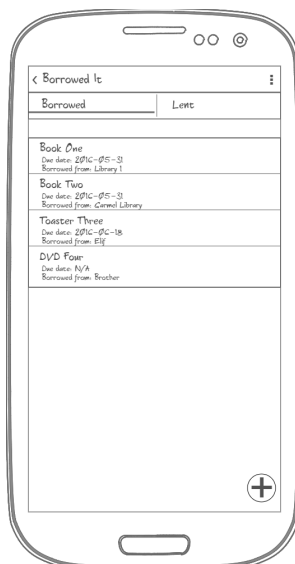 < Borrowed It
Borrowed Lent
Book One
Due date: 2016-05-31
Borrowed from: Library 1
Book Two
Due date: 2016-05-31
Borrowed from: Carmel Library
Toaster Three
Due date: 2016-06-18
Borrowed from: Elf
DVD Four
Due date: N/A
Borrowed from: Brother